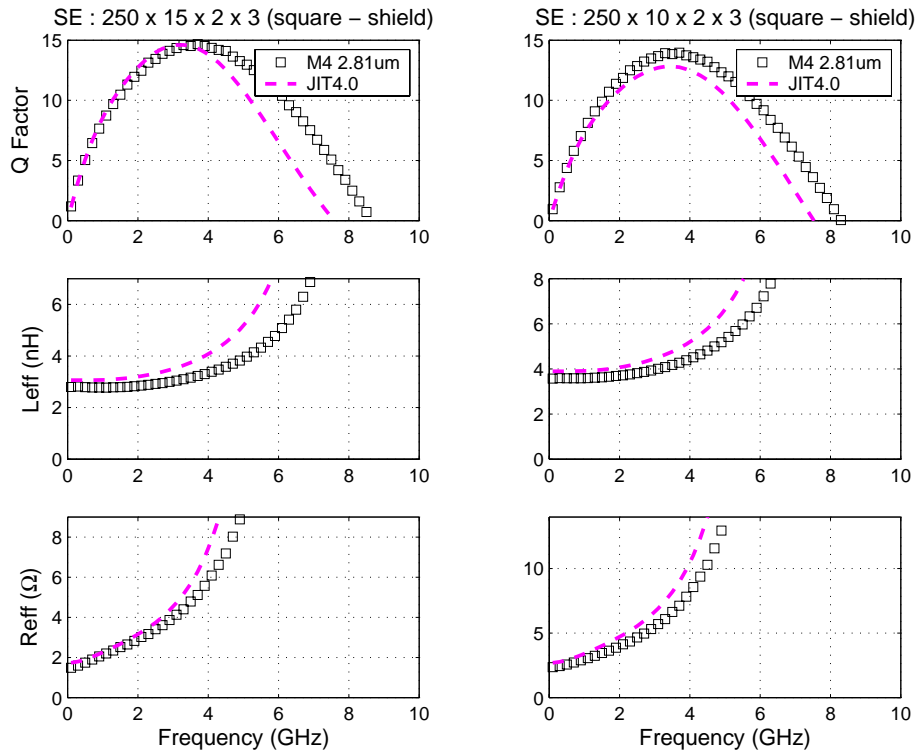 SE : 250 x 15 x 2 x 3 (square − shield)
15
10
5
0
Q Factor
M4 2.81um
JIT4.0
0 2 4 6 8 10
SE : 250 x 10 x 2 x 3 (square − shield)
15
10
5
0
M4 2.81um
JIT4.0
0 2 4 6 8 10
6
4
2
0
Leff (nH)
0 2 4 6 8 10
8
6
4
2
0
0 2 4 6 8 10
8
6
4
2
0
Reff (Ω)
0 2 4 6 8 10
Frequency (GHz)
10
5
0
0 2 4 6 8 10
Frequency (GHz)